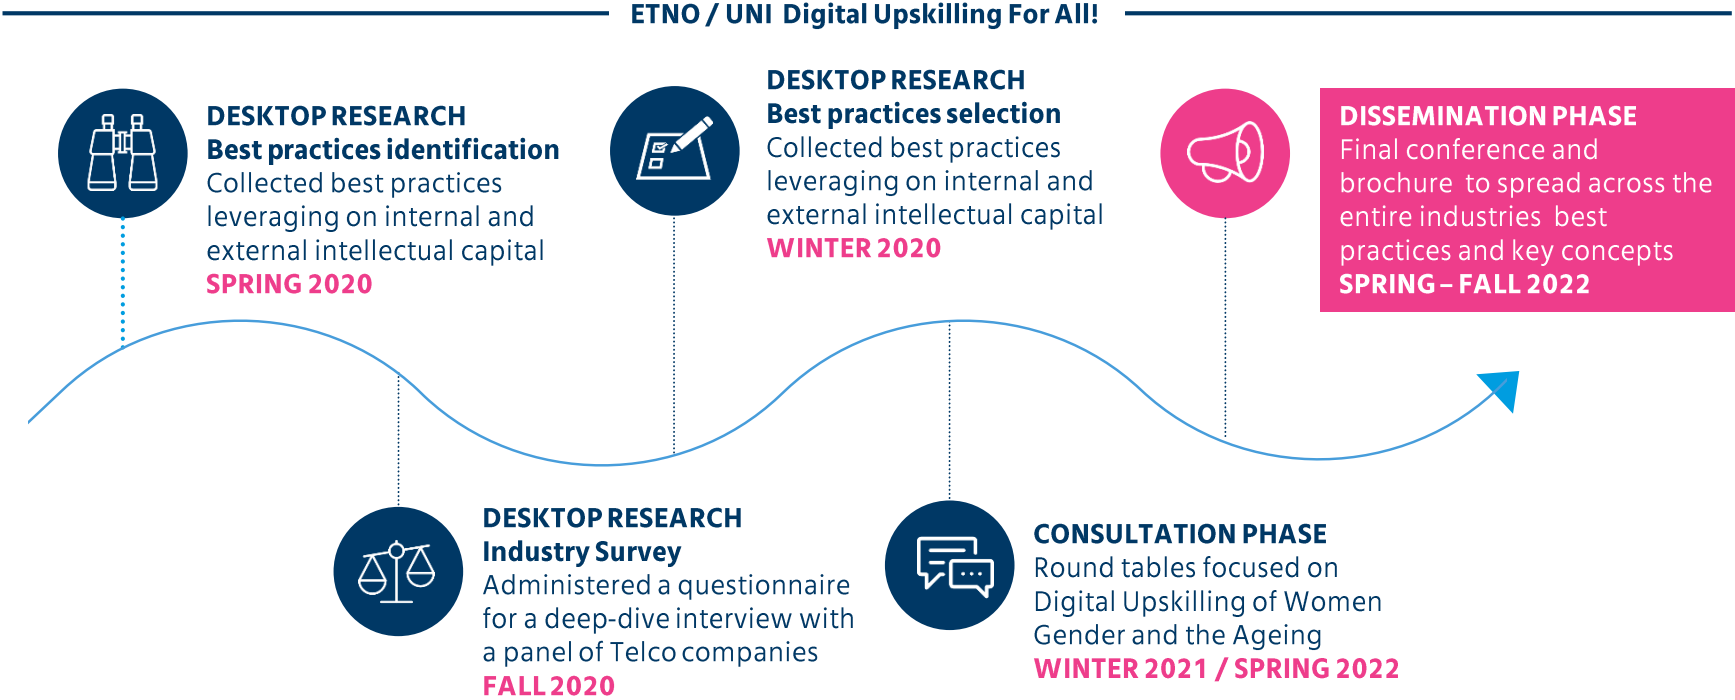 ETNO / UNI Digital Upskilling For All!
DESKTOP RESEARCH
Best practices identification
Collected best practices
leveraging on internal and
external intellectual capital
SPRING 2020
DESKTOP RESEARCH
Industry Survey
Administered a questionnaire
for a deep-dive interview with
a panel of Telco companies
FALL 2020
DESKTOP RESEARCH
Best practices selection
Collected best practices
leveraging on internal and
external intellectual capital
WINTER 2020
CONSULTATION PHASE
Round tables focused on
Digital Upskilling of Women
Gender and the Ageing
WINTER 2021 / SPRING 2022
DISSEMINATION PHASE
Final conference and
brochure to spread across the
entire industries best
practices and key concepts
SPRING – FALL 2022